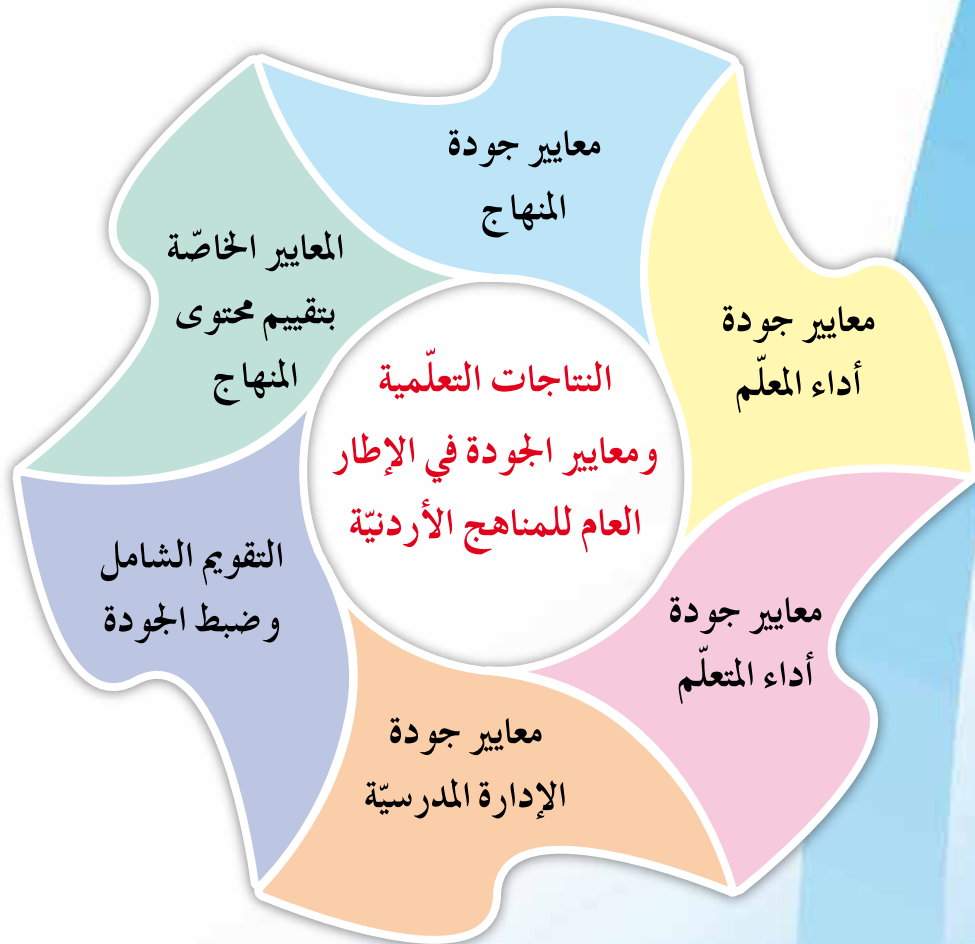 معايير جودة
المنهاج
معايير جودة
أداء المعلّم
معايير جودة
أداء المتعلّم
معايير جودة
الإدارة المدرسيّة
التقويم الشامل
وضبط الجودة
المعايير الخاصّة
بتقييم محتوى
المنهاج
النتاجات التعلّمية
ومعايير الجودة في الإطار
العام للمناهج الأردنيّة